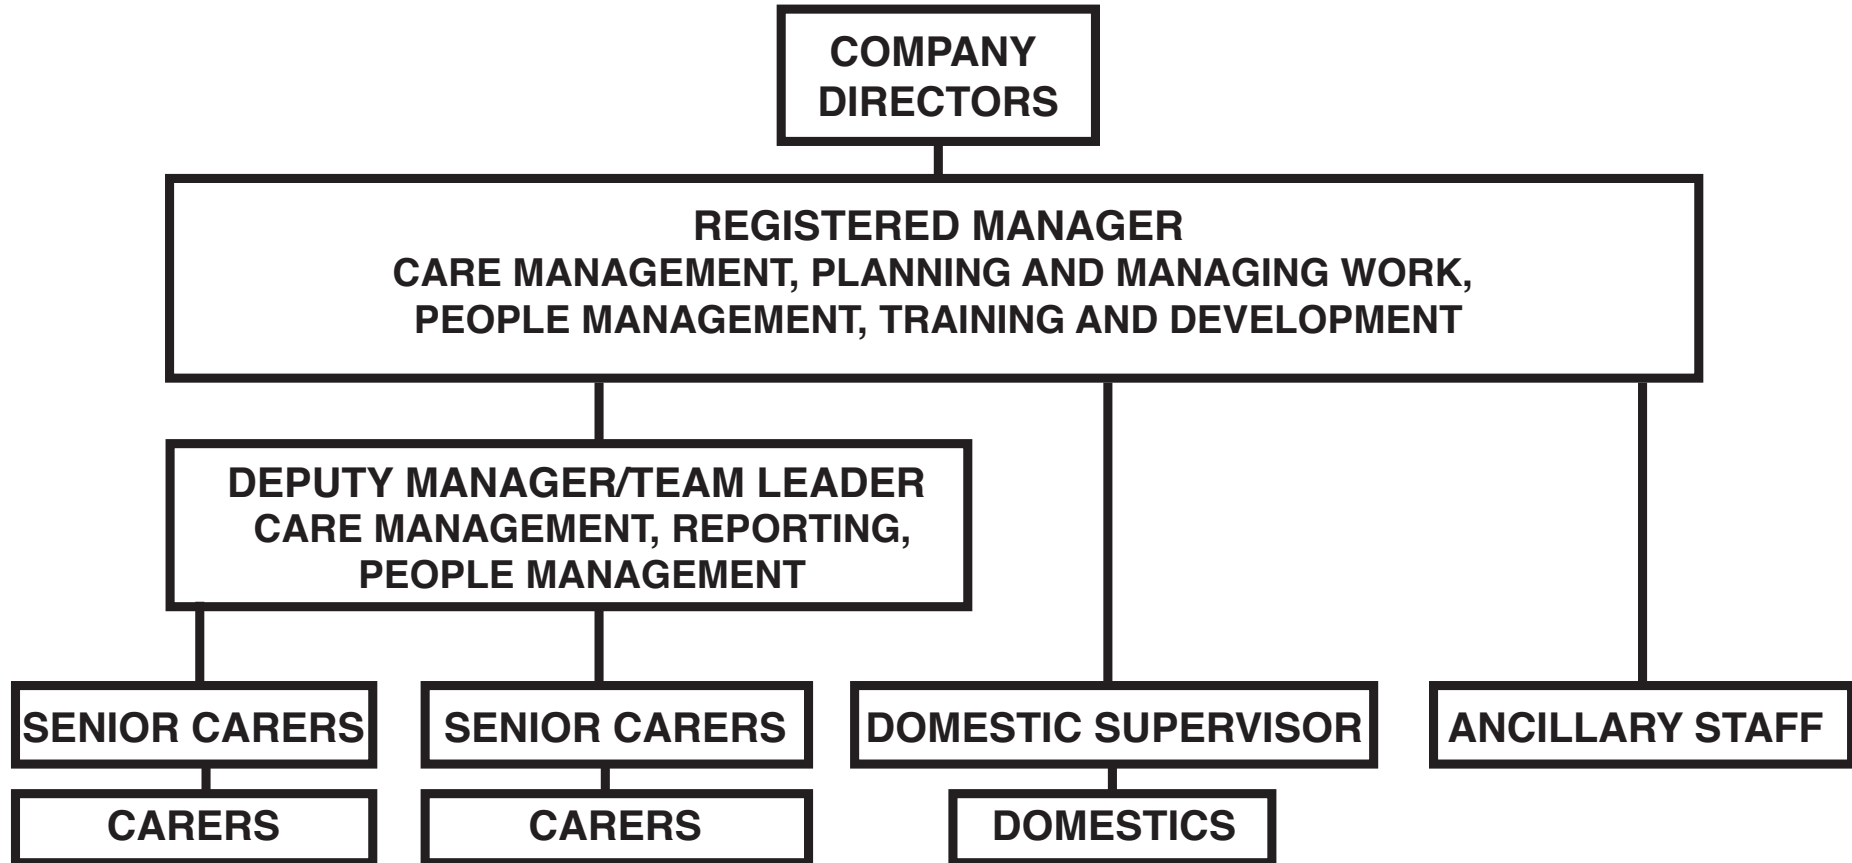 COMPANY
DIRECTORS
REGISTERED MANAGER
CARE MANAGEMENT, PLANNING AND MANAGING WORK,
PEOPLE MANAGEMENT, TRAINING AND DEVELOPMENT
DEPUTY MANAGER/TEAM LEADER
CARE MANAGEMENT, REPORTING,
PEOPLE MANAGEMENT
SENIOR CARERS
SENIOR CARERS
DOMESTIC SUPERVISOR
ANCILLARY STAFF
CARERS
CARERS
DOMESTICS